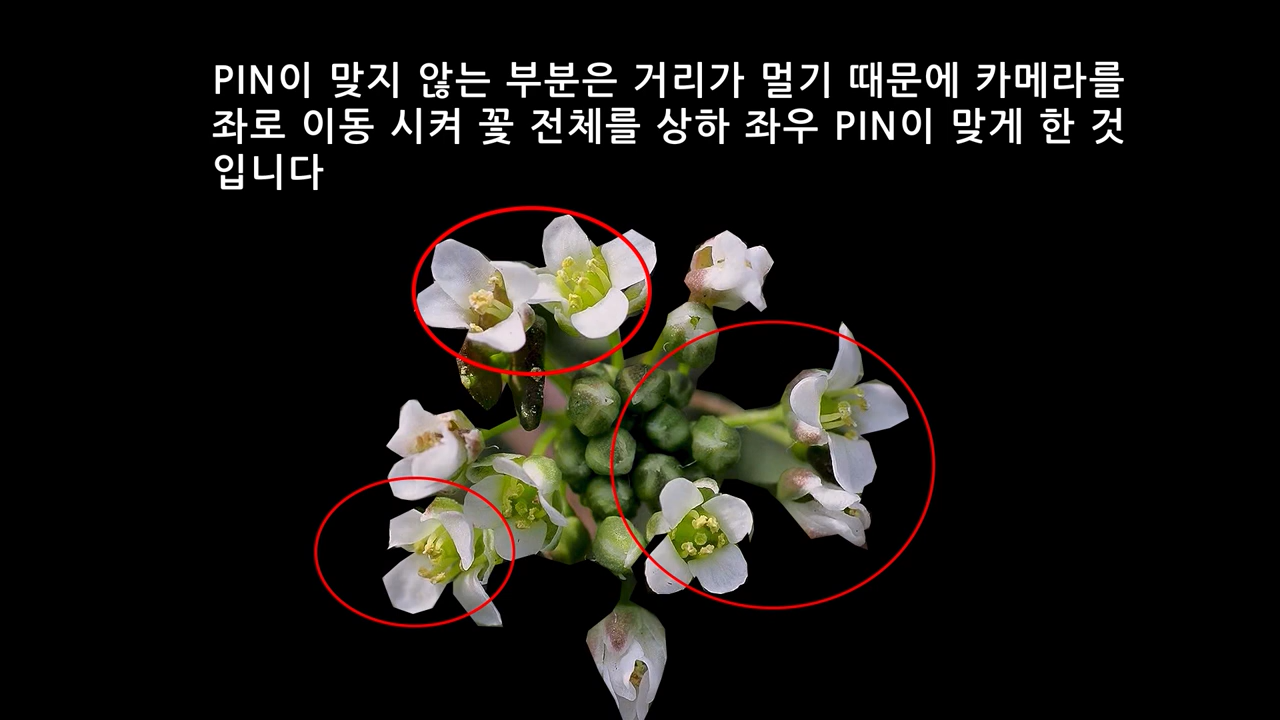 PIN이 맞지 않는 부분은 거리가 멀기 때문에 카메라를
좌로 이동 시켜 꽃 전체를 상하 좌우 PIN이 맞게 한 것
입니다